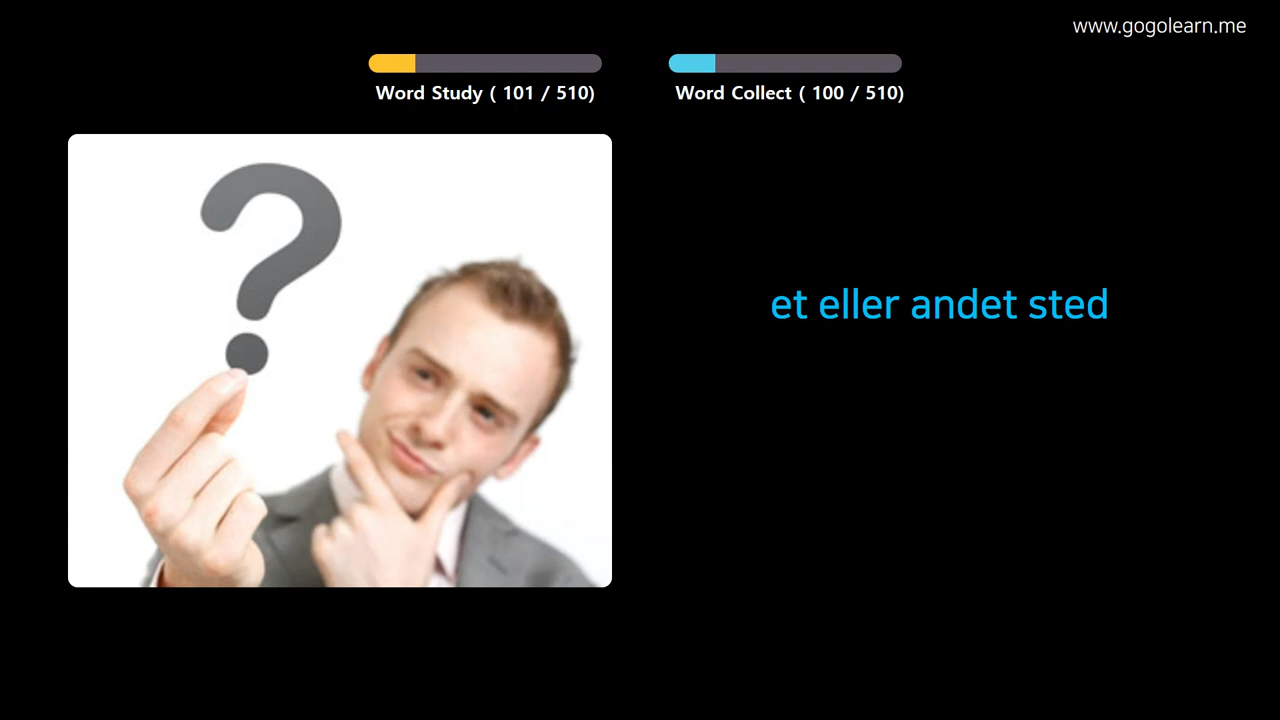 www.gogolearn.me
Word Study ( 101 / 510)
Word Collect ( 100 / 510)
?
et eller andet sted